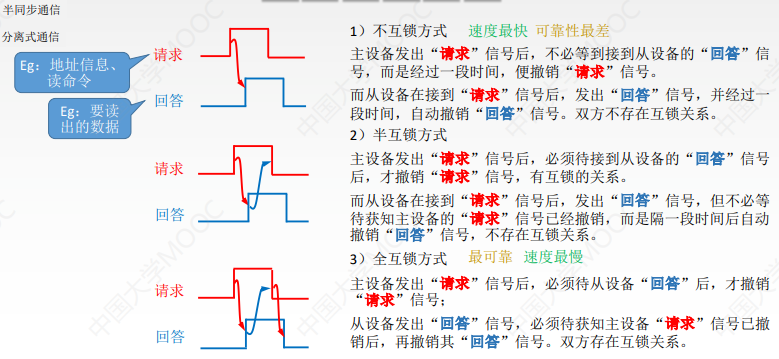 半同步通信
分离式通信
Eg：地址信息、
读命令
Eg：要读
出的数据
请求
回答
请求
回答
请求
回答
1）不互锁方式 速度最快 可靠性最差
主设备发出“请求”信号后，不必等到接到从设备的“回答”信
号，而是经过一段时间，便撤销“请求”信号。
而从设备在接到“请求”信号后，发出“回答”信号，并经过一
段时间，自动撤销“回答”信号。双方不存在互锁关系。
2）半互锁方式
主设备发出“请求”信号后，必须待接到从设备的“回答”信号
后，才撤销“请求”信号，有互锁的关系。
而从设备在接到“请求”信号后，发出“回答”信号，但不必等
待获知主设备的“请求”信号已经撤销，而是隔一段时间后自动
撤销“回答”信号，不存在互锁关系。
3）全互锁方式 最可靠 速度最慢
主设备发出“请求”信号后，必须待从设备“回答”后，才撤销
“请求”信号；
从设备发出“回答”信号，必须待获知主设备“请求”信号已撤
销后，再撤销其“回答”信号。双方存在互锁关系。
中国大学MOOC